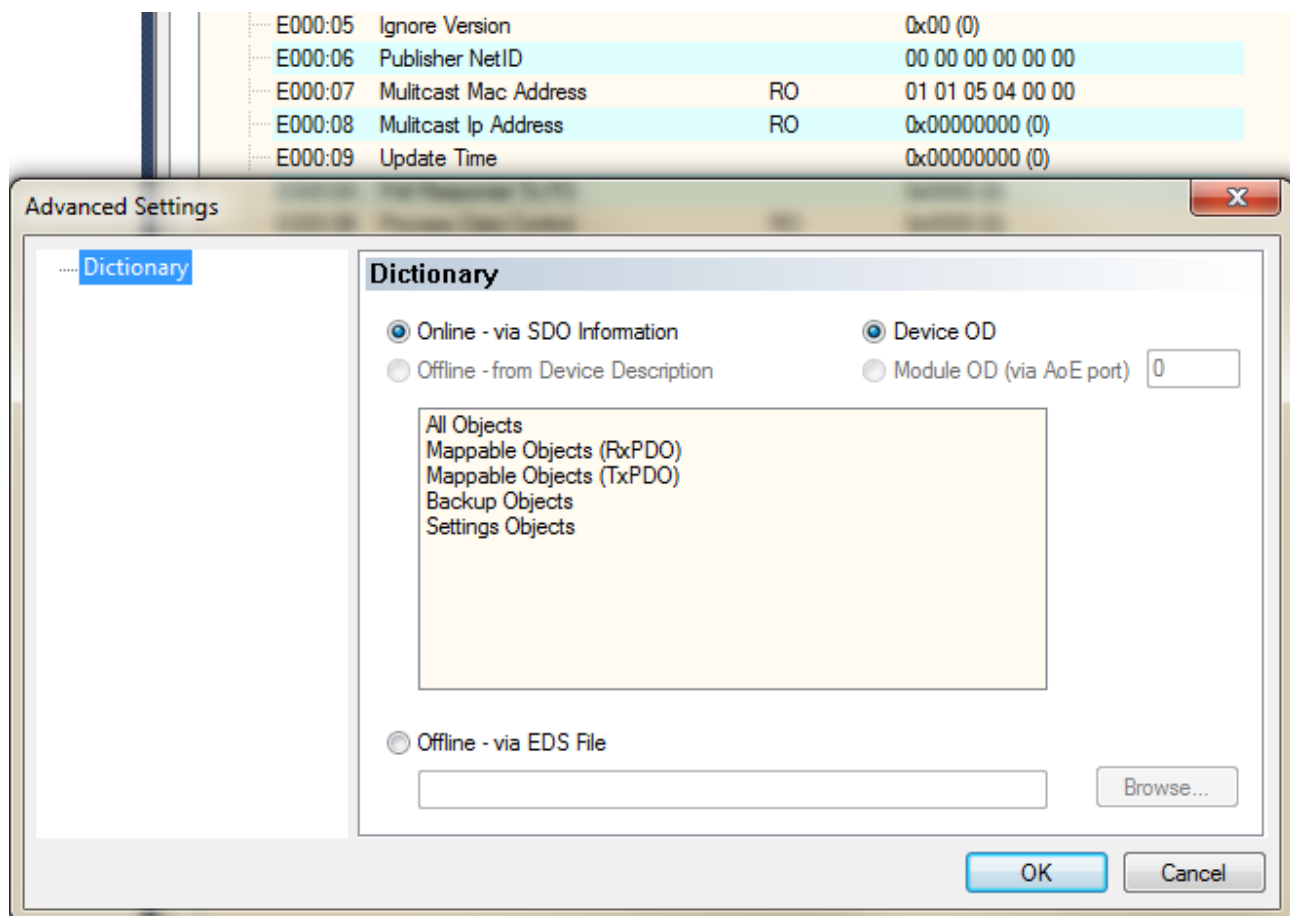 E000:05 Ignore Version 0x00 (0)
E000:06 Publisher NetID 00 00 00 00 00 00
E000:07 Mulitcast Mac Address RO 01 01 05 04 00 00
E000:08 Mulitcast Ip Address RO 0x00000000 (0)
E000:09 Update Time 0x00000000 (0)
Advanced Settings
Dictionary
Dictionary
Online - via SDO Information Device OD
Offline - from Device Description Module OD (via AoE port) 0
All Objects
Mappable Objects (RxPDO)
Mappable Objects (TxPDO)
Backup Objects
Settings Objects
Offline - via EDS File
Browse...
OK Cancel